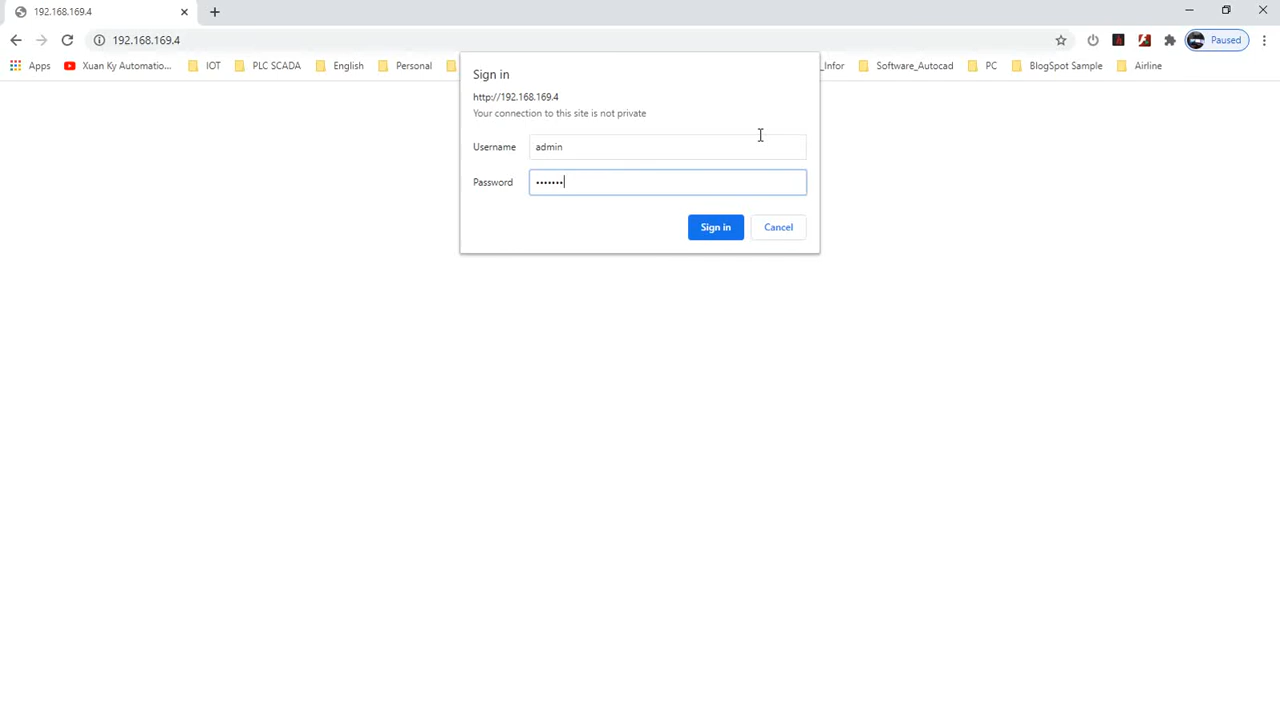 192.168.169.4
192.168.169.4
Paused
Apps
Xuan Ky Automatio...
IOT
PLC SCADA
English
Personal
_Infor
Software_Autocad
PC
BlogSpot Sample
Airline
Sign in
http://192.168.169.4
Your connection to this site is not private
Username
admin
Password
•••••••
Sign in
Cancel